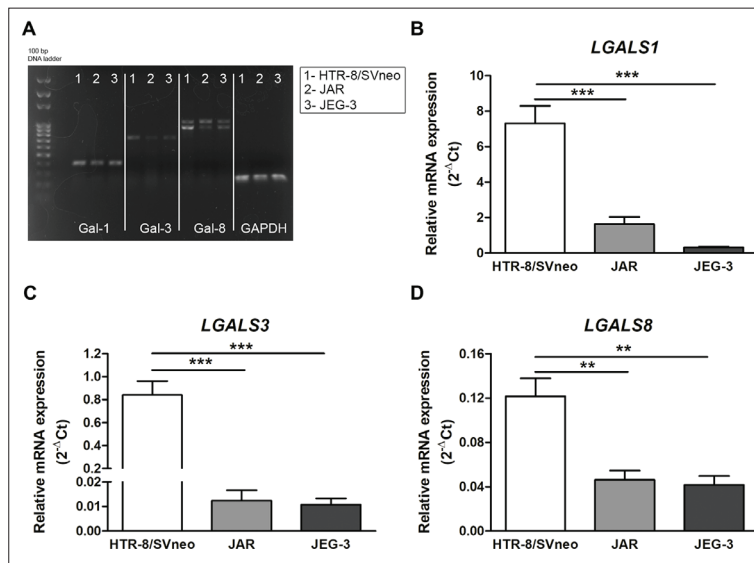 A
100 bp
DNA ladder
1 2 3 1 2 3 1 2 3 1 2 3
Gal-1 Gal-3 Gal-8 GAPDH
1- HTR-8/SVneo
2- JAR
3- JEG-3
B
LGALS1
Relative mRNA expression
(2-ΔCt)
10
8
6
4
2
0
***
***
HTR-8/SVneo JAR JEG-3
C
LGALS3
Relative mRNA expression
(2-ΔCt)
1.2
1.0
0.8
0.6
0.4
0.2
0.02
0.01
0.00
***
***
HTR-8/SVneo JAR JEG-3
D
LGALS8
Relative mRNA expression
(2-ΔCt)
0.16
0.12
0.08
0.04
0.00
**
**
HTR-8/SVneo JAR JEG-3